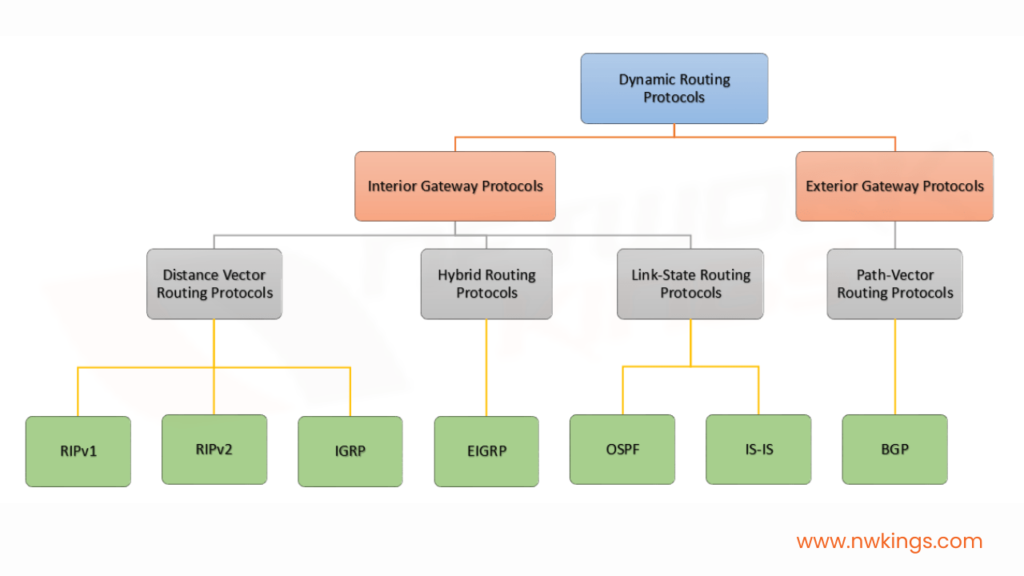 Dynamic Routing
Protocols
Interior Gateway Protocols
Exterior Gateway Protocols
Distance Vector
Routing Protocols
Hybrid Routing
Protocols
Link-State Routing
Protocols
Path-Vector
Routing Protocols
RIPv1
RIPv2
IGRP
EIGRP
OSPF
IS-IS
BGP
www.nwkings.com